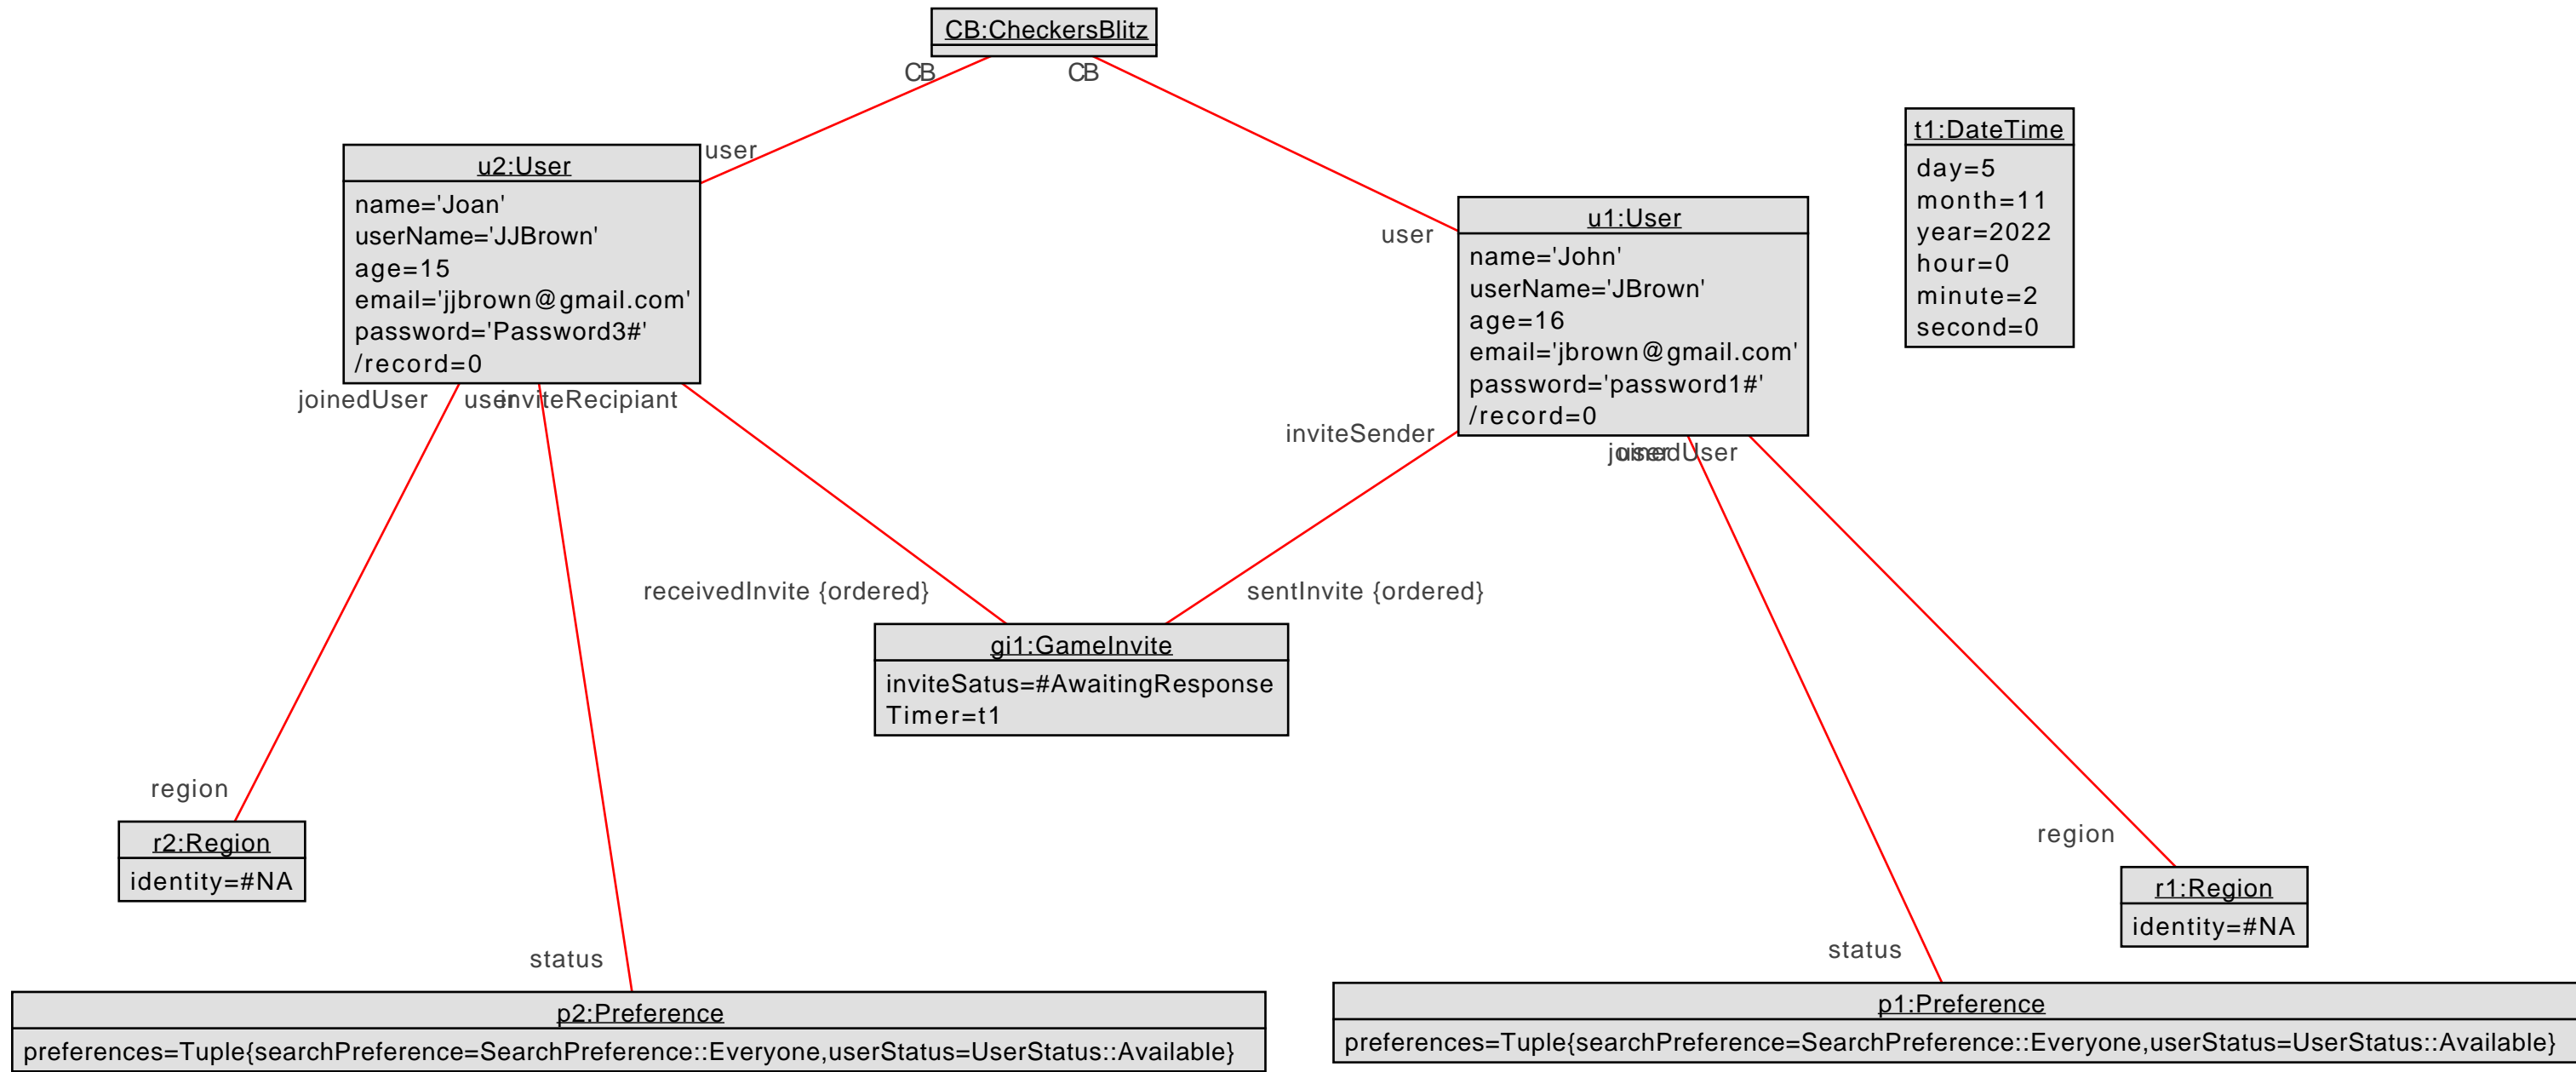 CB:CheckersBlitz
CB
CB
user
user
t1:DateTime
day=5
month=11
year=2022
hour=0
minute=2
second=0
u2:User
name='Joan'
userName='JJBrown'
age=15
email='jjbrown@gmail.com'
password='Password3#'
/record=0
u1:User
name='John'
userName='JBrown'
age=16
email='jbrown@gmail.com'
password='password1#'
/record=0
joinedUser
user
inviteRecipiant
inviteSender
joinedUser
user
receivedInvite {ordered}
sentInvite {ordered}
gi1:GameInvite
inviteSatus=#AwaitingResponse
Timer=t1
region
r2:Region
identity=#NA
region
r1:Region
identity=#NA
status
status
p2:Preference
preferences=Tuple{searchPreference=SearchPreference::Everyone,userStatus=UserStatus::Available}
p1:Preference
preferences=Tuple{searchPreference=SearchPreference::Everyone,userStatus=UserStatus::Available}